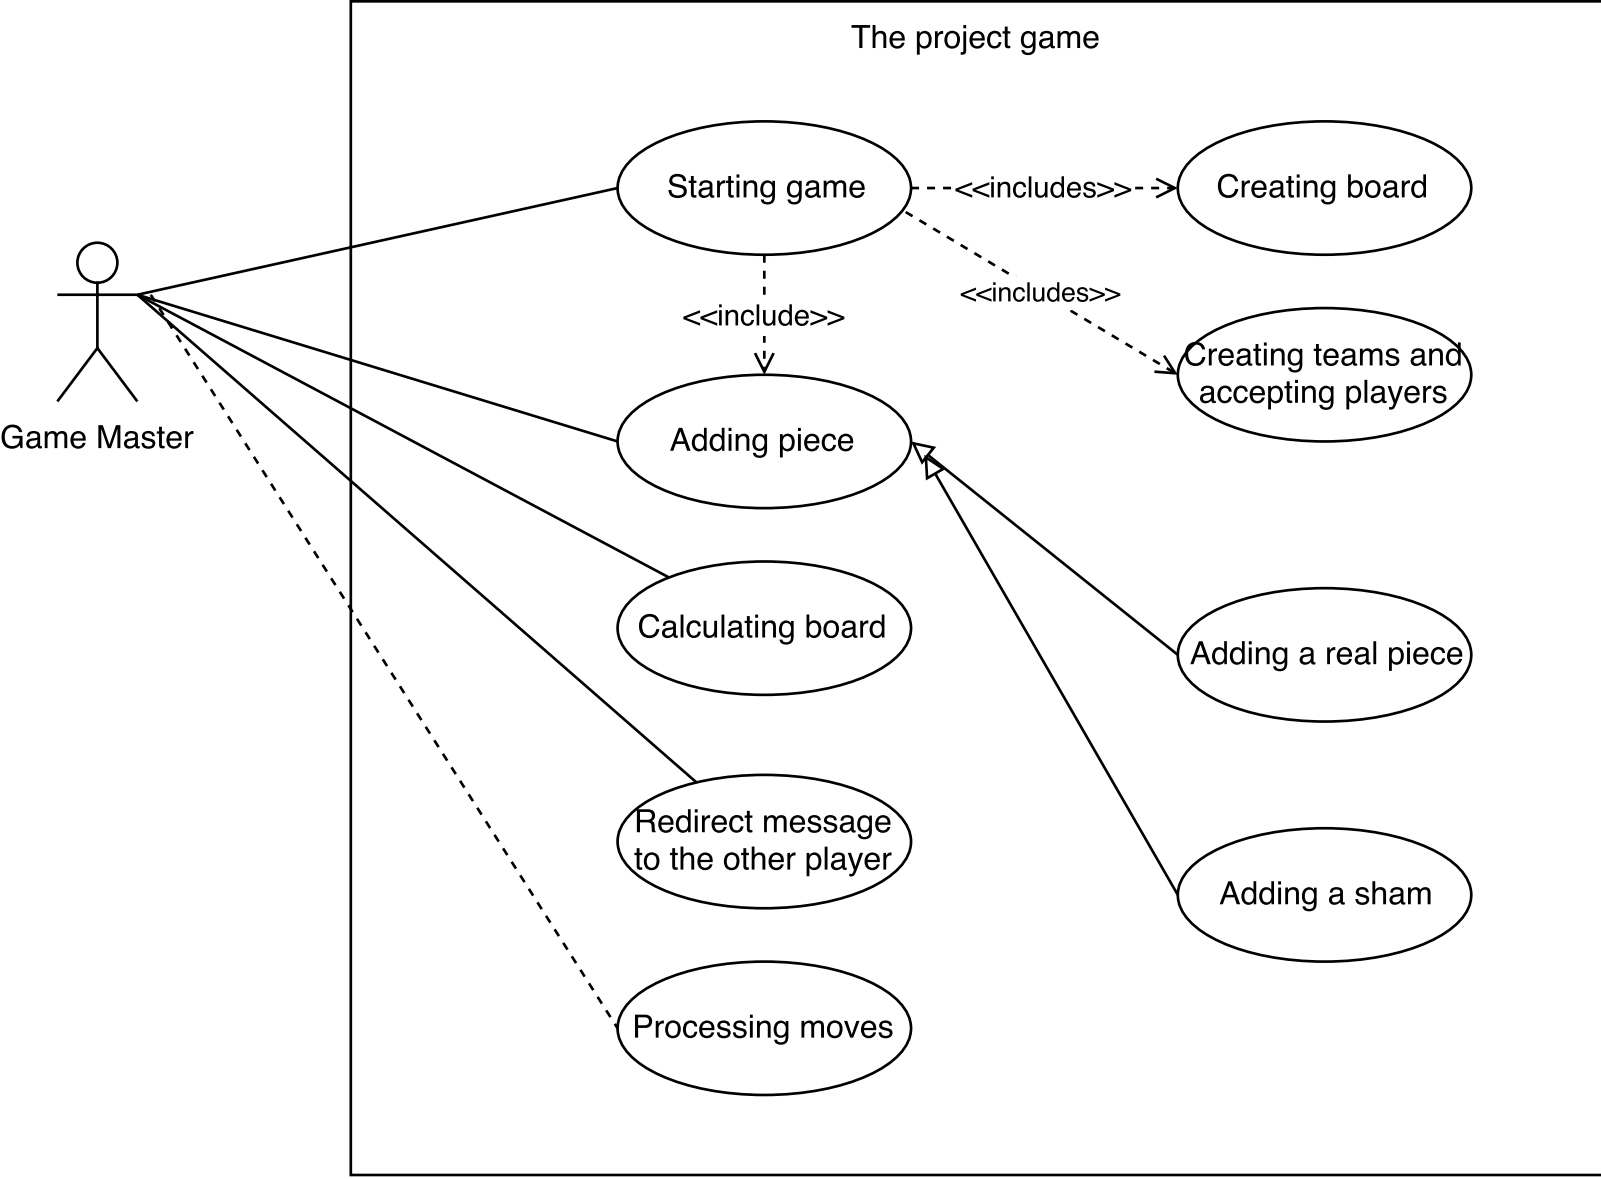 The project game
Starting game
<<includes>>
Creating board
<<includes>>
<<include>>
Creating teams and
accepting players
Game Master
Adding piece
Calculating board
Adding a real piece
Redirect message
to the other player
Adding a sham
Processing moves